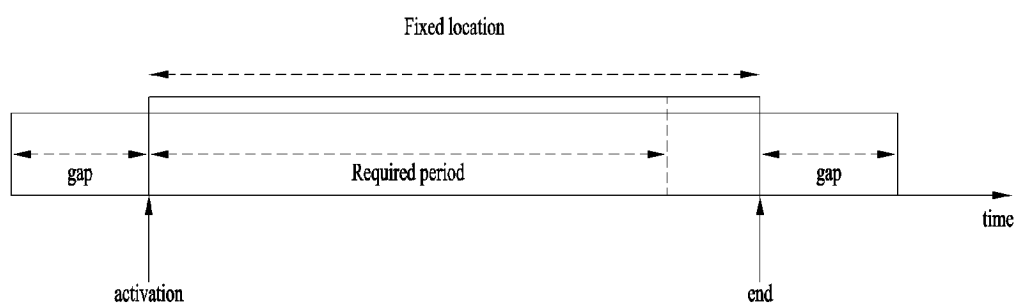 Fixed location
gap
Required period
gap
time
activation
end